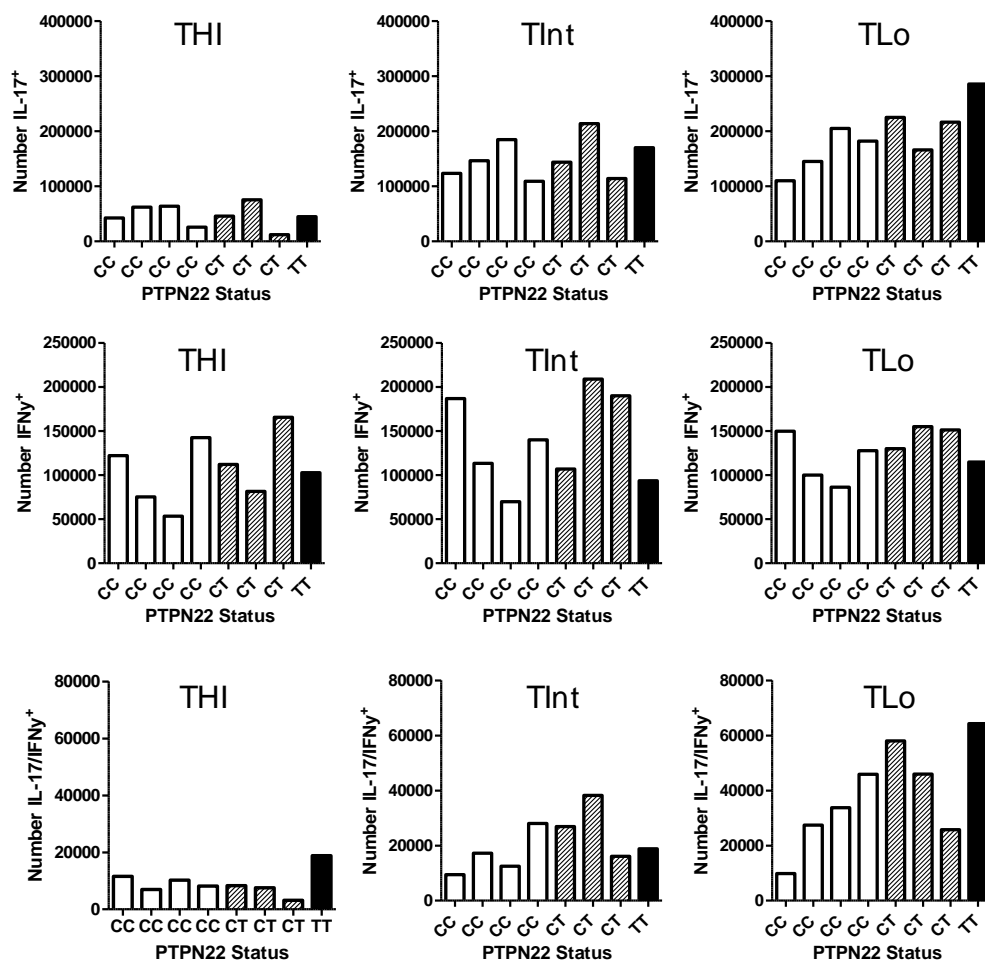 THI
Number IL-17+
400000
300000
200000
100000
0
CC
CC
CC
CC
CT
CT
CT
TT
PTPN22 Status
TInt
Number IL-17+
400000
300000
200000
100000
0
CC
CC
CC
CC
CT
CT
CT
TT
PTPN22 Status
TLo
Number IL-17+
400000
300000
200000
100000
0
CC
CC
CC
CC
CT
CT
CT
TT
PTPN22 Status
THI
Number IFNy+
250000
200000
150000
100000
50000
0
CC
CC
CC
CC
CT
CT
CT
TT
PTPN22 Status
TInt
Number IFNy+
250000
200000
150000
100000
50000
0
CC
CC
CC
CC
CT
CT
CT
TT
PTPN22 Status
TLo
Number IFNy+
250000
200000
150000
100000
50000
0
CC
CC
CC
CC
CT
CT
CT
TT
PTPN22 Status
THI
Number IL-17/IFNy+
80000
60000
40000
20000
0
CC CC CC CC CT CT CT TT
PTPN22 Status
TInt
Number IL-17/IFNy+
80000
60000
40000
20000
0
CC
CC
CC
CC
CT
CT
CT
TT
PTPN22 Status
TLo
Number IL-17/IFNy+
80000
60000
40000
20000
0
CC
CC
CC
CC
CT
CT
CT
TT
PTPN22 Status